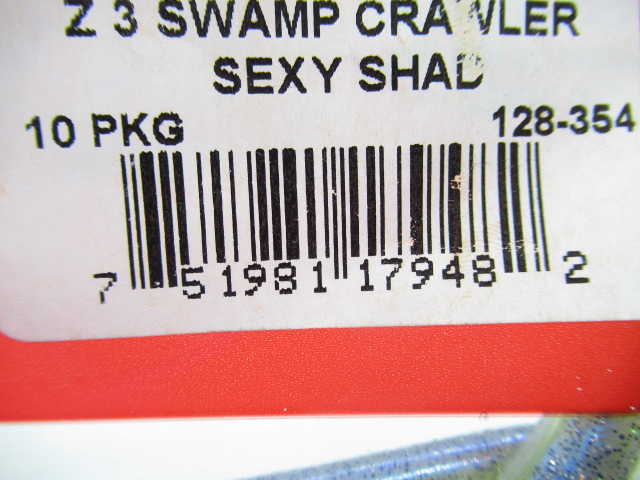 Z 3 SWAMP CRAWLER
SEXY SHAD
10 PKG 128-354
7 51981 17948 2